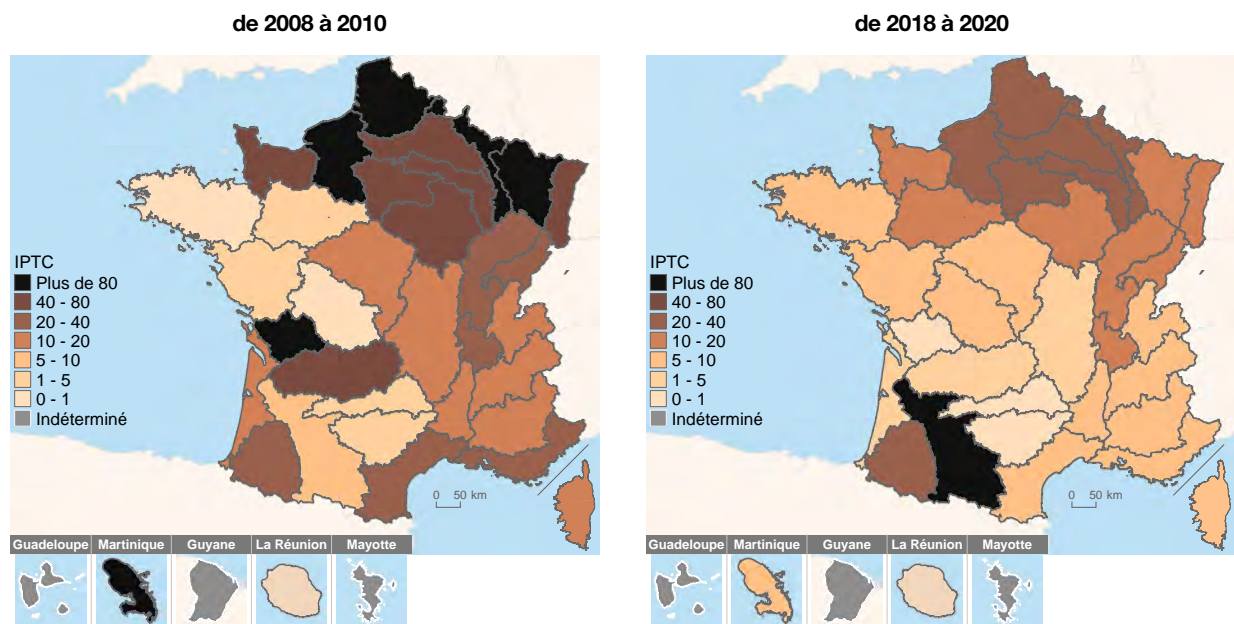 de 2008 à 2010
IPTC
Plus de 80
40 - 80
20 - 40
10 - 20
5 - 10
1 - 5
0 - 1
Indéterminé
0 50 km
Guadeloupe Martinique Guyane La Réunion Mayotte
de 2018 à 2020
IPTC
Plus de 80
40 - 80
20 - 40
10 - 20
5 - 10
1 - 5
0 - 1
Indéterminé
0 50 km
Guadeloupe Martinique Guyane La Réunion Mayotte